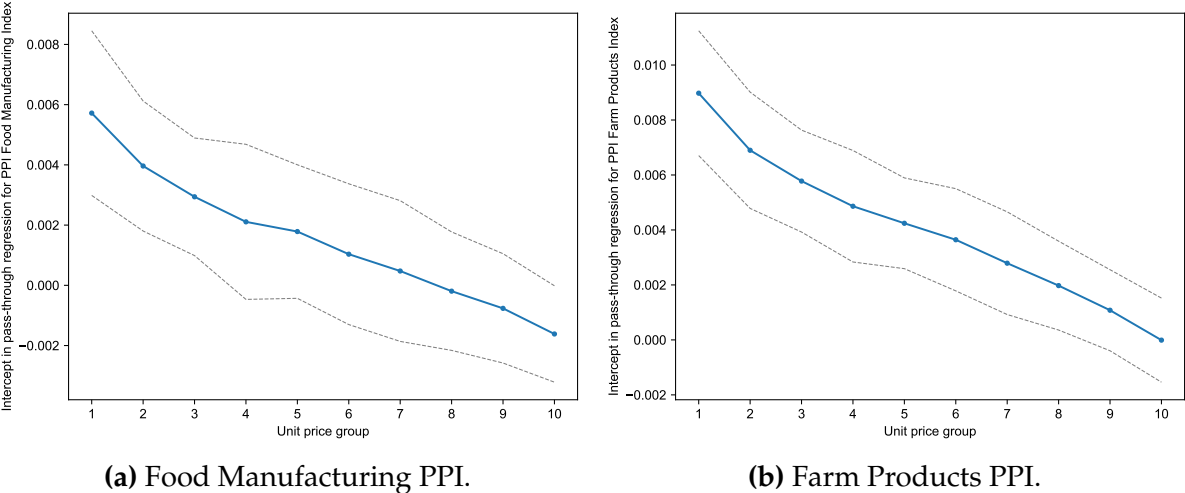 Intercept in pass-through regression for PPI Food Manufacturing Index
0.008
0.006
0.004
0.002
0.000
−0.002
1 2 3 4 5 6 7 8 9 10
Unit price group
(a) Food Manufacturing PPI.
Intercept in pass-through regression for PPI Farm Products Index
0.010
0.008
0.006
0.004
0.002
0.000
−0.002
1 2 3 4 5 6 7 8 9 10
Unit price group
(b) Farm Products PPI.